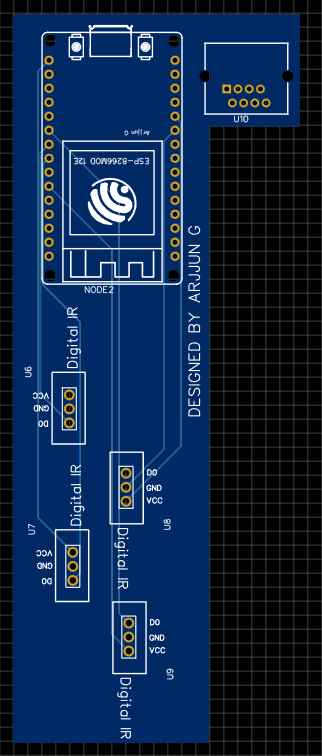 U10
Arjjun G
ESP-8266MOD 12E
NODE2
DESIGNED BY ARJJUN G
Digital IR
U6
VCC
GND
DO
Digital IR
U7
VCC
GND
DO
DO
GND
VCC
U8
Digital IR
DO
GND
VCC
U9
Digital IR